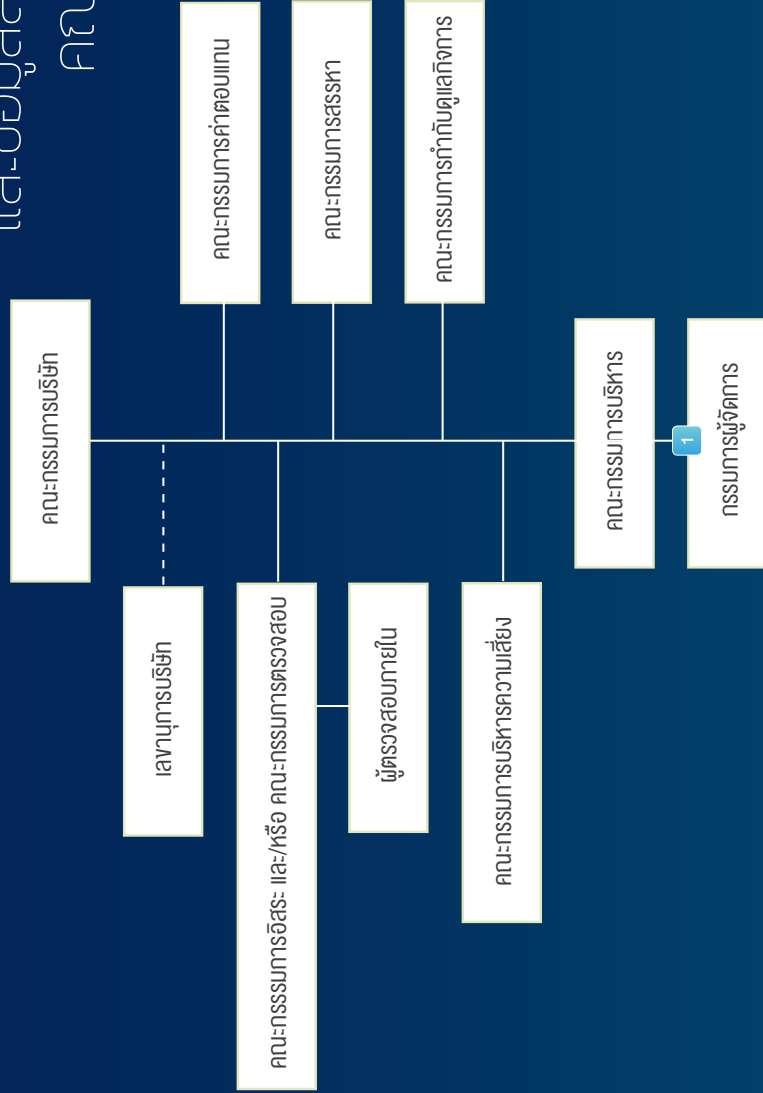 และข้อมูล
คณะกรรมการบริษัท
เลขานุการบริษัท
คณะกรรมการค่าตอบแทน
คณะกรรรมการอิสระ และ/หรือ คณะกรรมการตรวจสอบ
คณะกรรมการสรรหา
ผู้ตรวจสอบภายใน
คณะกรรมการกำกับดูแลกิจการ
คณะกรรมการบริหารความเสี่ยง
คณะกรรมการบริหาร
1
กรรมการผู้จัดการ